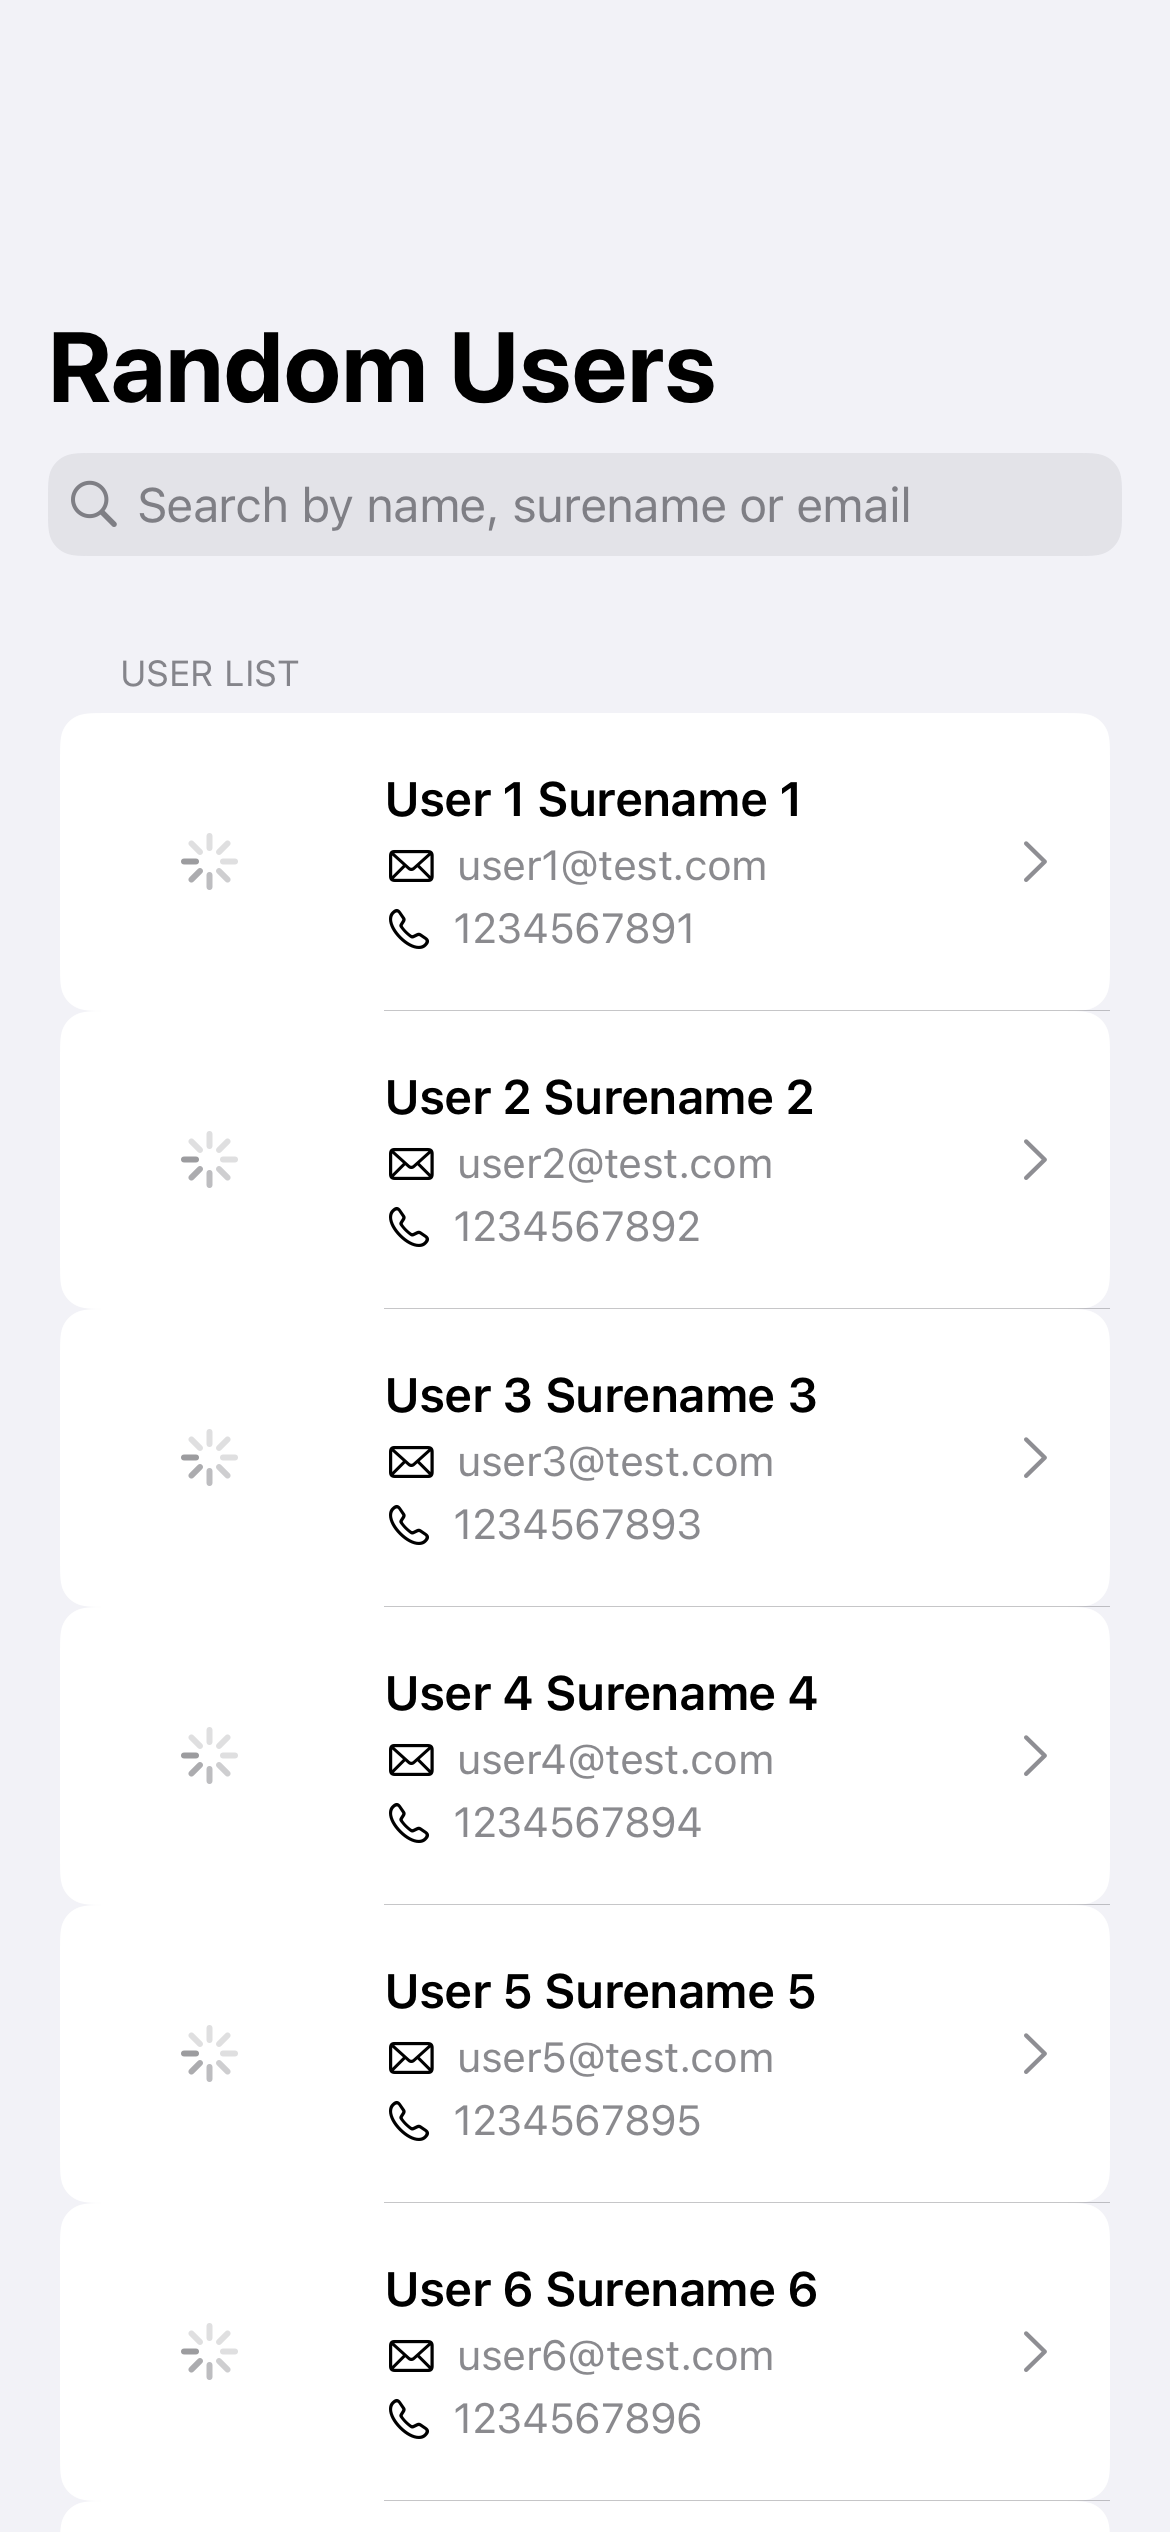 Random Users
Search by name, surename or email
USER LIST
User 1 Surename 1
user1@test.com
1234567891
User 2 Surename 2
user2@test.com
1234567892
User 3 Surename 3
user3@test.com
1234567893
User 4 Surename 4
user4@test.com
1234567894
User 5 Surename 5
user5@test.com
1234567895
User 6 Surename 6
user6@test.com
1234567896